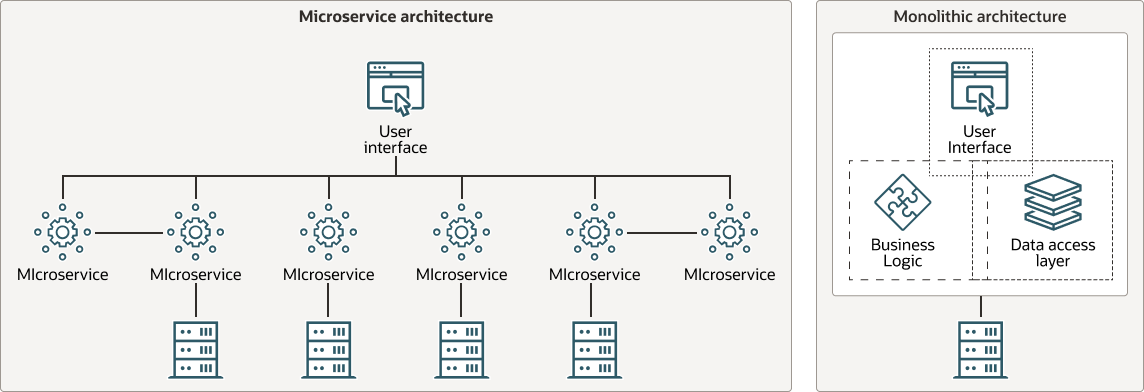 Microservice architecture
User
interface
MIcroservice
MIcroservice
MIcroservice
MIcroservice
MIcroservice
MIcroservice
Monolithic architecture
User
Interface
Business
Logic
Data access
layer